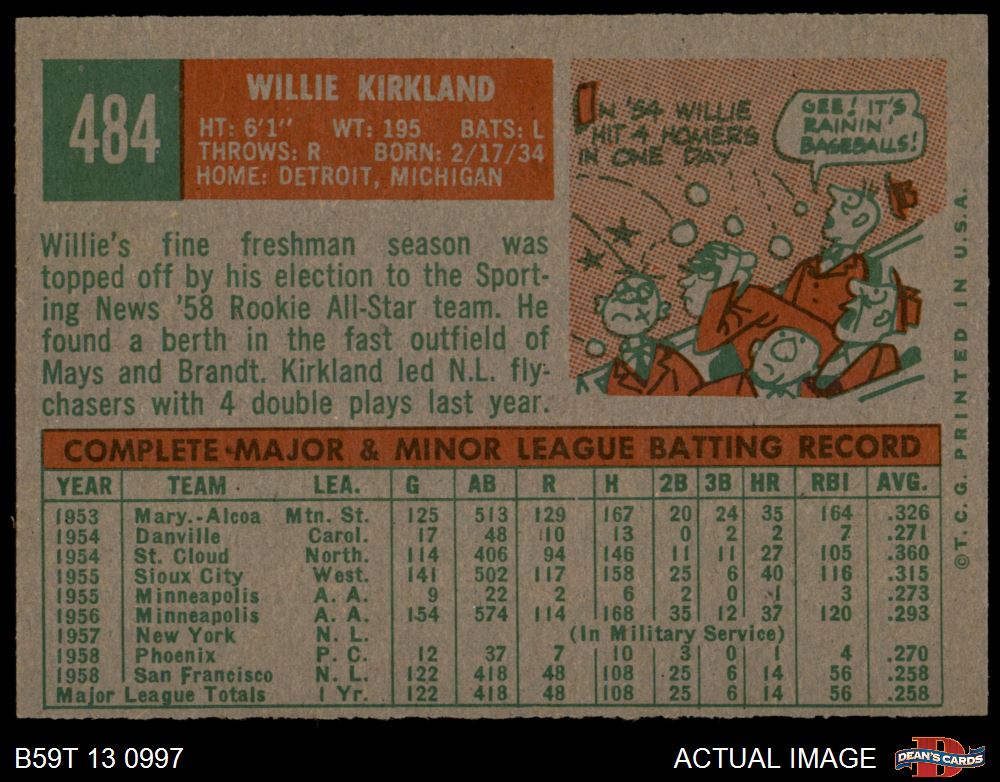 484
WILLIE KIRKLAND
HT: 6'1" WT: 195 BATS: L
THROWS: R BORN: 2/17/34
HOME: DETROIT, MICHIGAN
IN '54 WILLIE
HIT 4 HOMERS
IN ONE DAY
GEE! IT'S
RAININ'
BASEBALLS!
Willie's fine freshman season was
topped off by his election to the Sport-
ing News '58 Rookie All-Star team. He
found a berth in the fast outfield of
Mays and Brandt. Kirkland led N.L. fly-
chasers with 4 double plays last year.
COMPLETE MAJOR & MINOR LEAGUE BATTING RECORD
YEAR TEAM LEA. G AB R H 2B 3B HR RBI AVG.
1953 Mary.-Alcoa Mtn. St. 125 513 129 167 20 24 35 164 .326
1954 Danville Carol. 17 48 10 13 0 2 2 7 .271
1954 St. Cloud North. 114 406 94 146 11 11 27 105 .360
1955 Sioux City West. 141 502 117 158 25 6 40 116 .315
1955 Minneapolis A. A. 9 22 2 6 2 0 1 3 .273
1956 Minneapolis A. A. 154 574 114 168 35 12 37 120 .293
1957 New York N. L. (In Military Service)
1958 Phoenix P. C. 12 37 7 10 3 0 1 4 .270
1958 San Francisco N. L. 122 418 48 108 25 6 14 56 .258
Major League Totals 1 Yr. 122 418 48 108 25 6 14 56 .258
© T. C. G. PRINTED IN U.S.A.
B59T 13 0997
ACTUAL IMAGE
D
DEAN'S CARDS